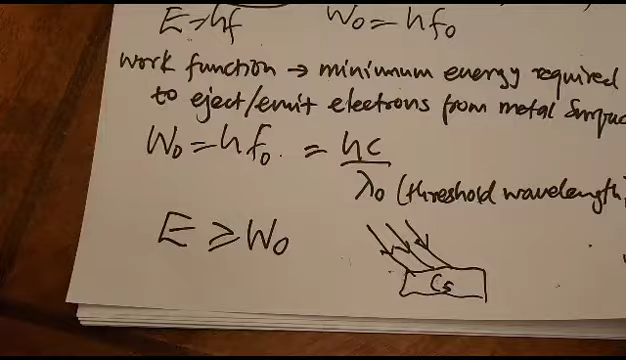 E = hf W₀ = hf₀
Work function → minimum energy required
to eject/emit electrons from metal Surfac
W₀ = hf₀. = hc
λ₀ (threshold wavelength
E ≥ W₀
Cs